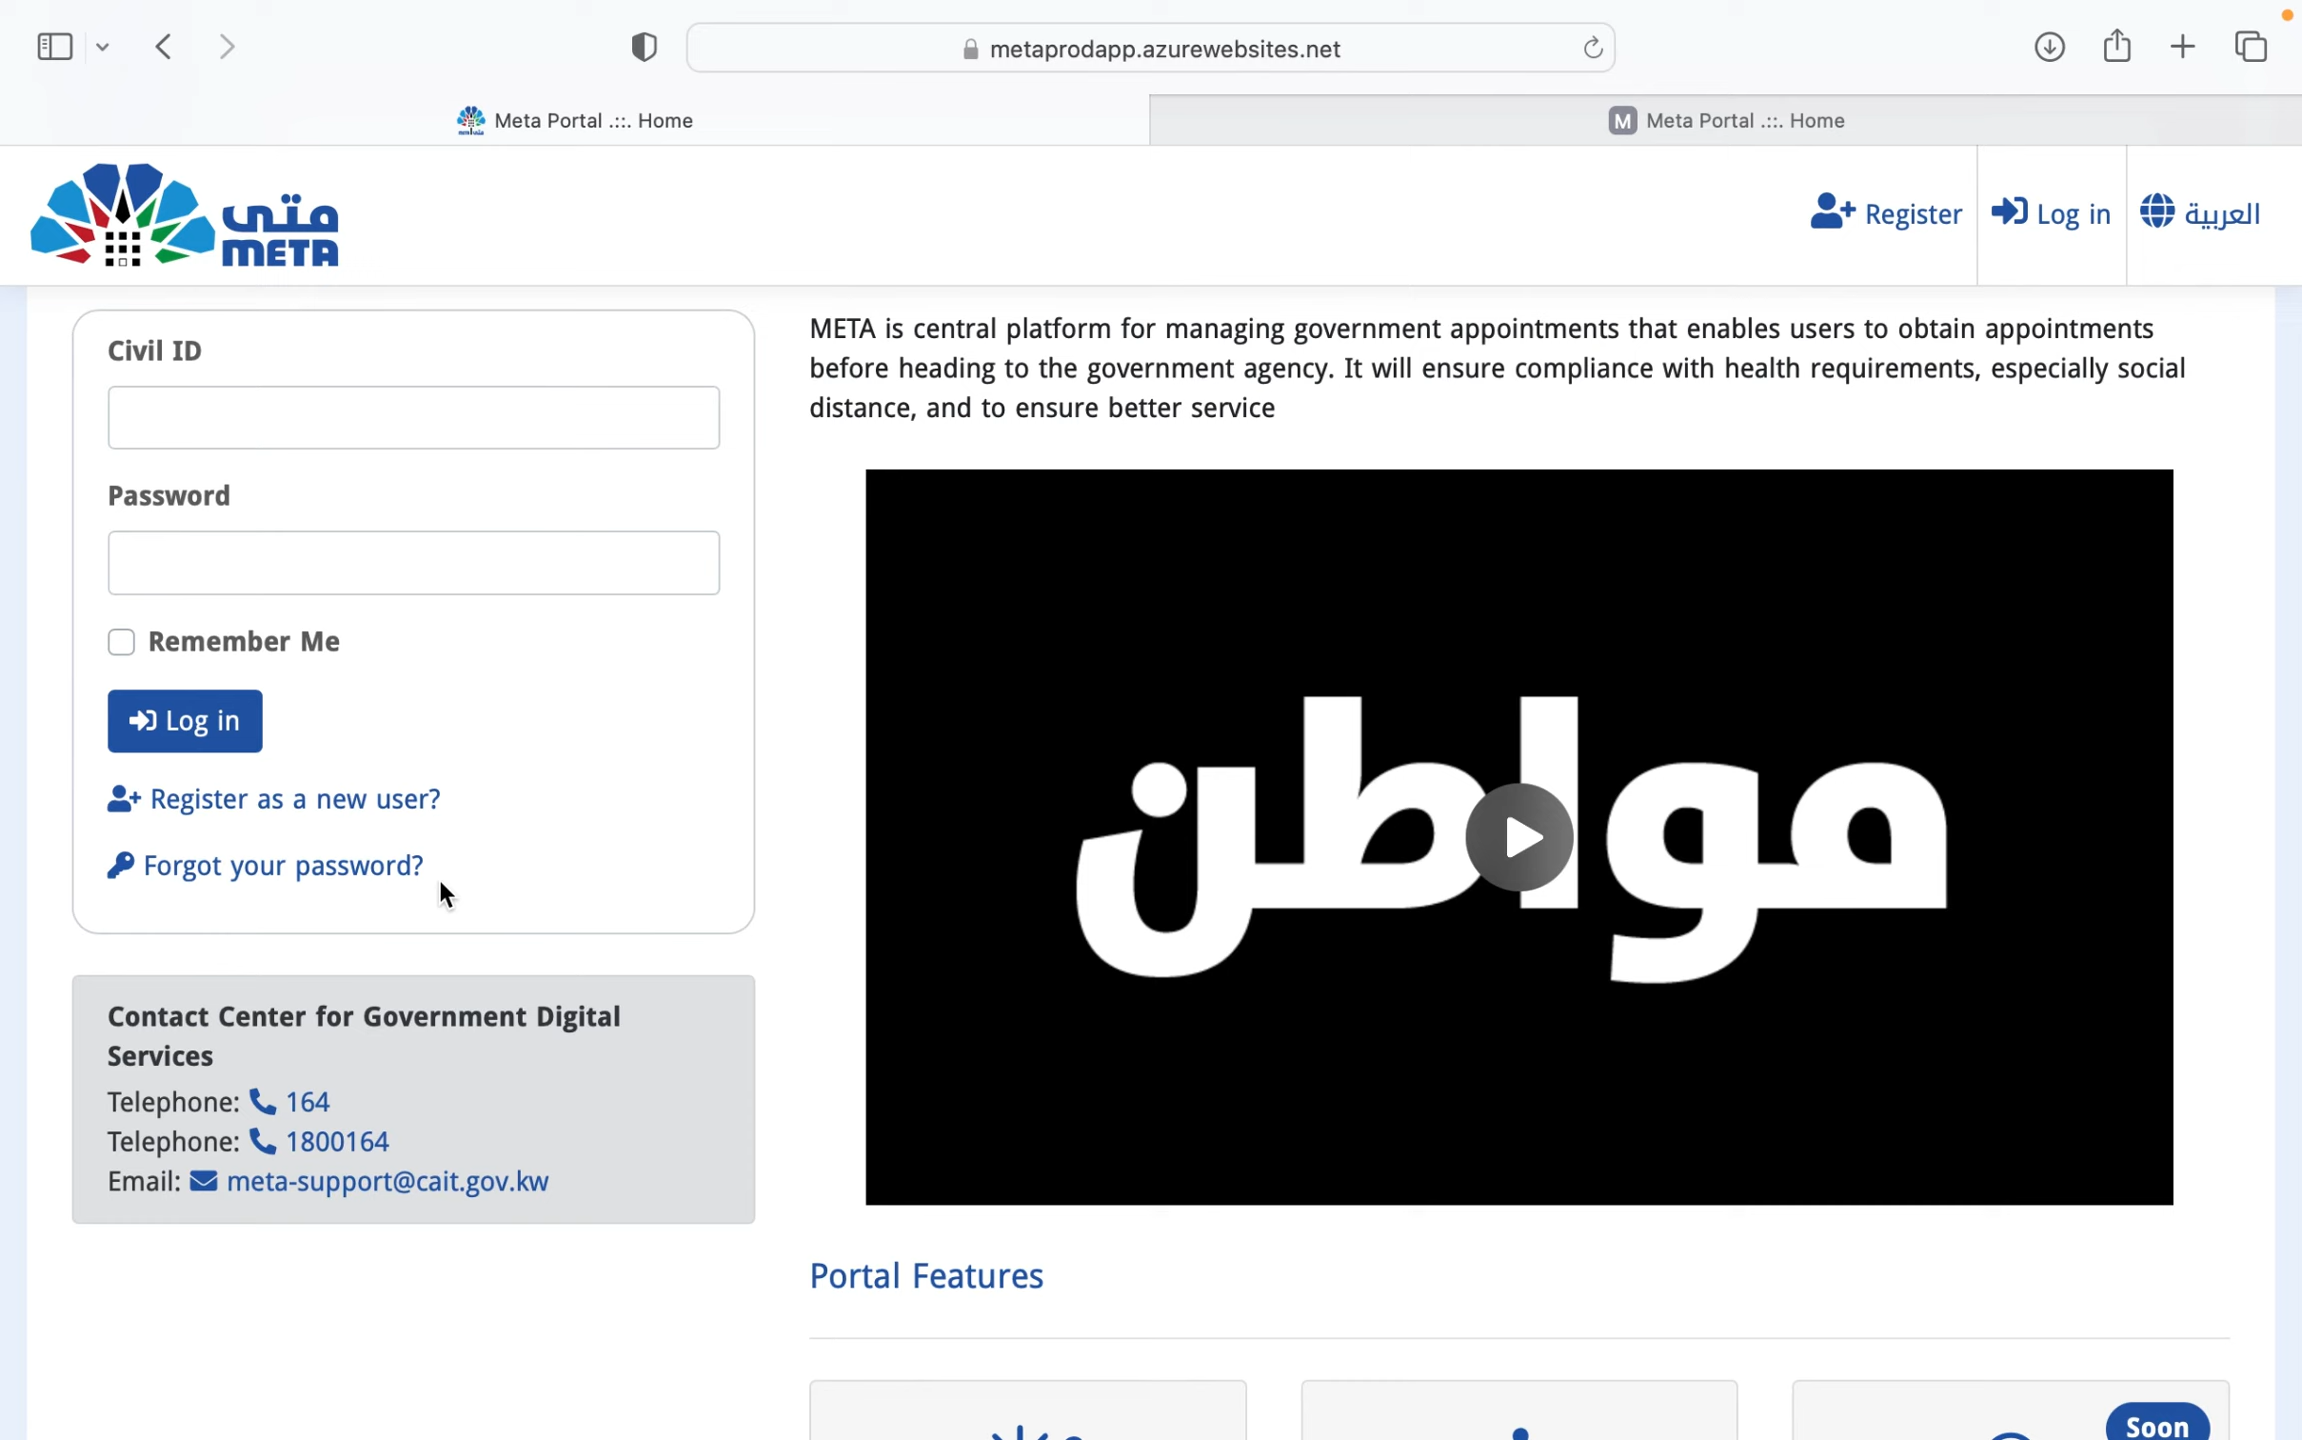 metaprodapp.azurewebsites.net
Meta Portal .::. Home
M Meta Portal .::. Home
متى
META
Register
Log in
العربية
Civil ID
Password
Remember Me
Log in
Register as a new user?
Forgot your password?
Contact Center for Government Digital
Services
Telephone: 164
Telephone: 1800164
Email: meta-support@cait.gov.kw
META is central platform for managing government appointments that enables users to obtain appointments
before heading to the government agency. It will ensure compliance with health requirements, especially social
distance, and to ensure better service
مواطن
Portal Features
Soon